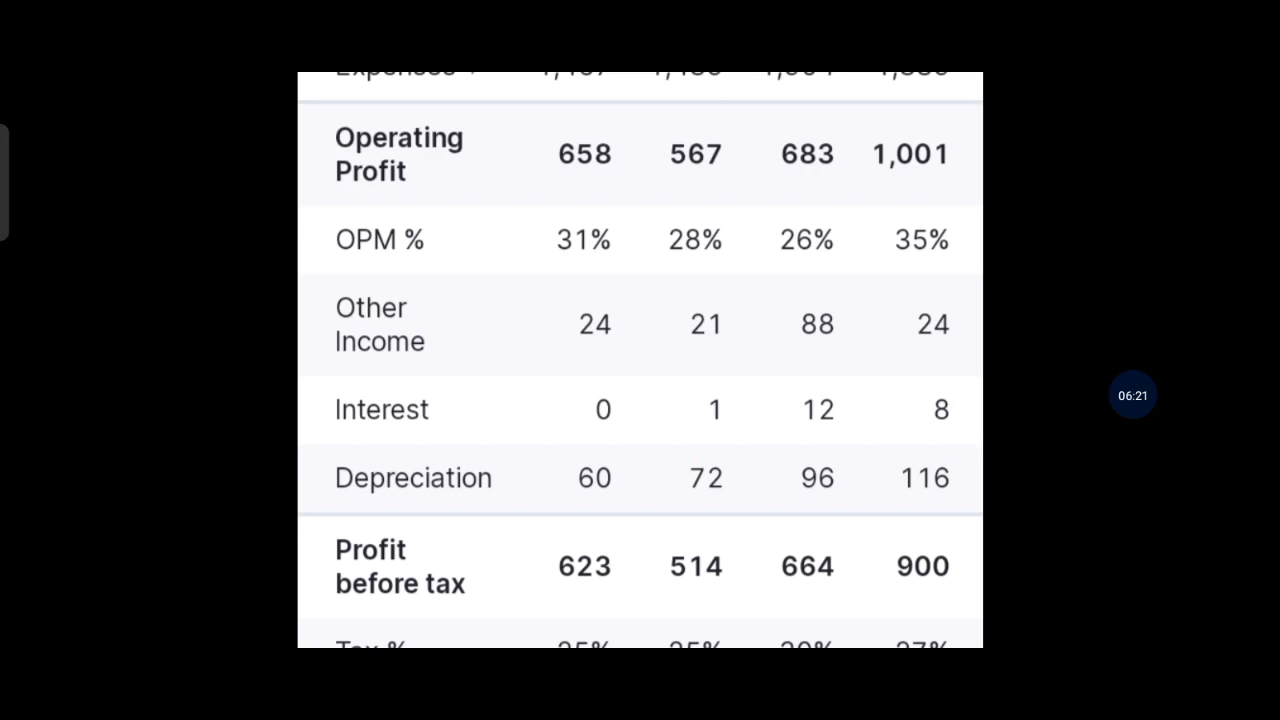 Operating
Profit 658 567 683 1,001
OPM % 31% 28% 26% 35%
Other
Income 24 21 88 24
Interest 0 1 12 8
Depreciation 60 72 96 116
Profit
before tax 623 514 664 900
06:21